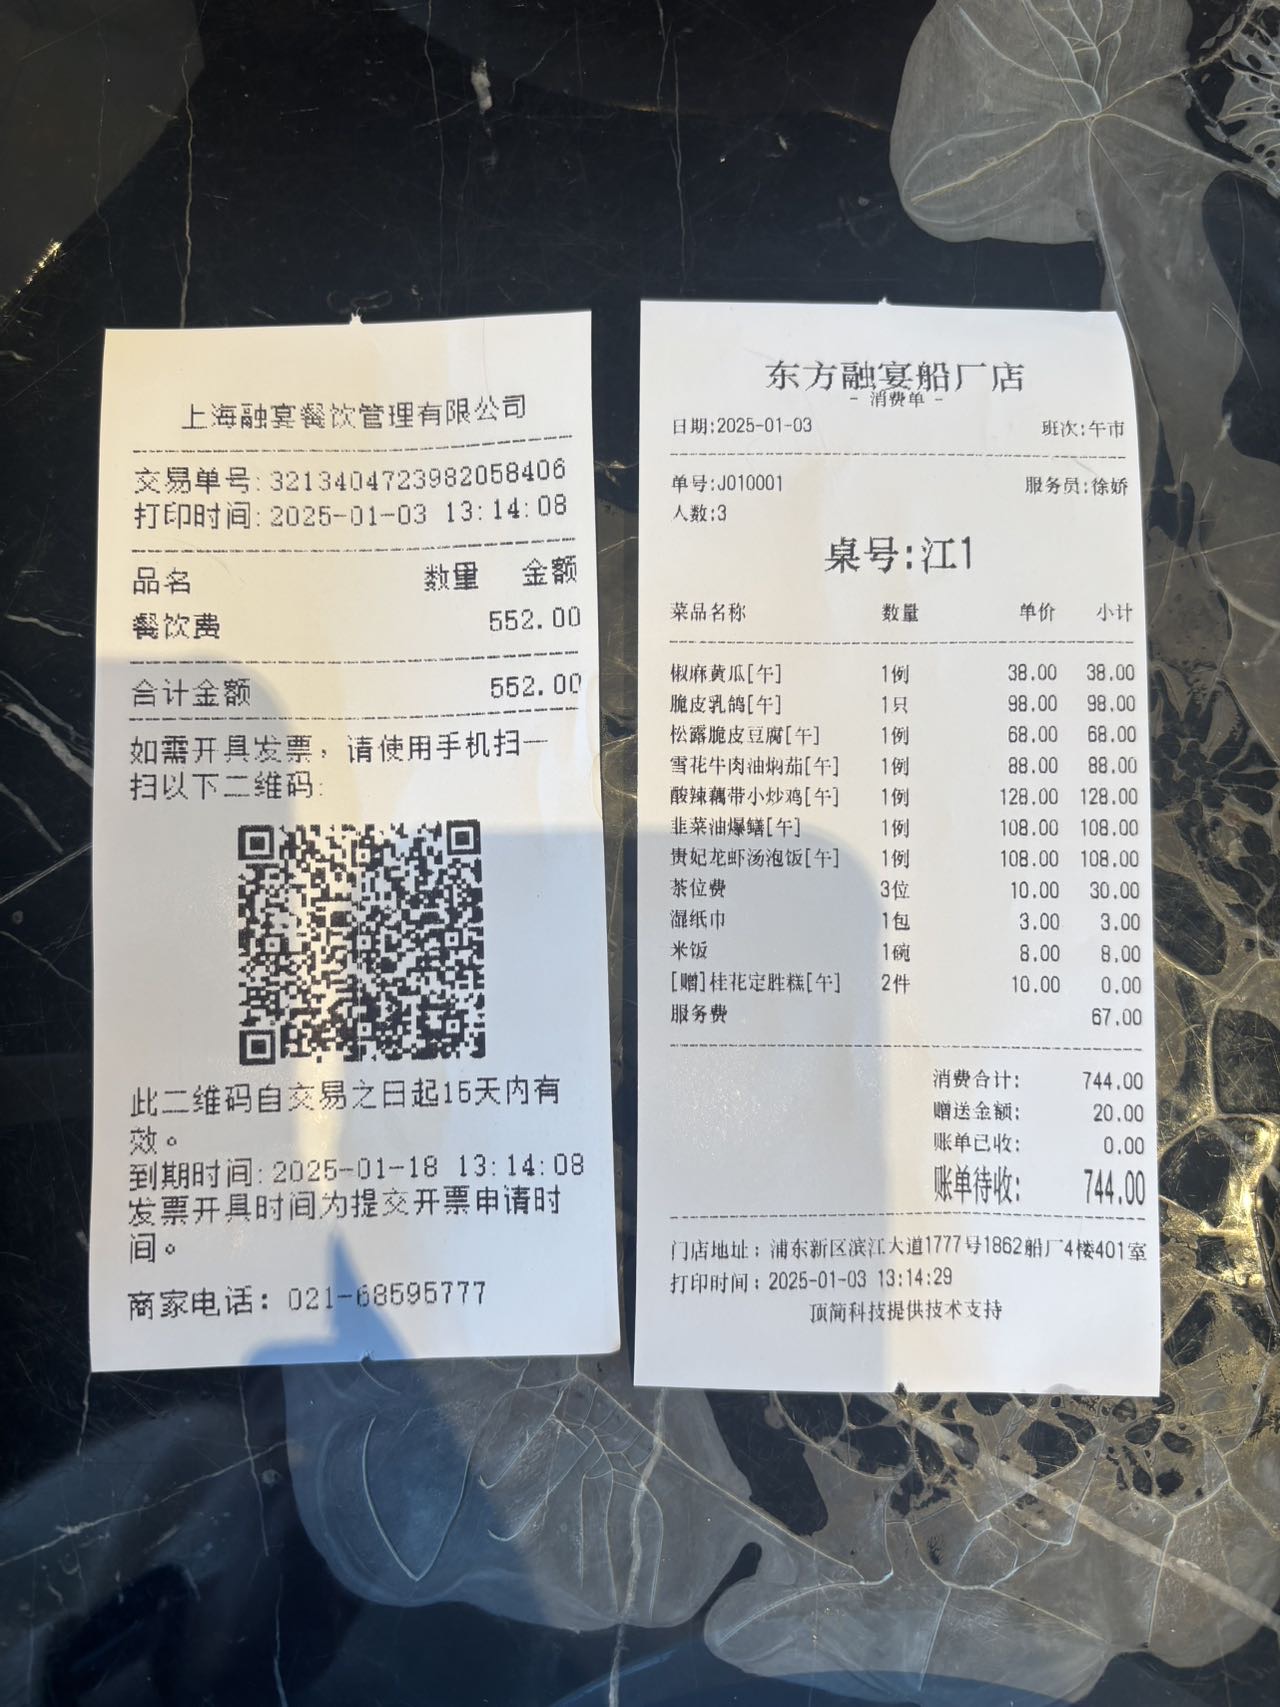 上海融宴餐饮管理有限公司
交易单号:3213404723982058406
打印时间:2025-01-03 13:14:08
品名 数量 金额
餐饮费 552.00
合计金额 552.00
如需开具发票，请使用手机扫一
扫以下二维码:
此二维码自交易之日起15天内有
效。
到期时间:2025-01-18 13:14:08
发票开具时间为提交开票申请时
间。
商家电话：021-68595777
东方融宴船厂店
- 消费单 -
日期:2025-01-03 班次:午市
单号:J010001 服务员:徐娇
人数:3
桌号:江1
菜品名称 数量 单价 小计
椒麻黄瓜[午] 1例 38.00 38.00
脆皮乳鸽[午] 1只 98.00 98.00
松露脆皮豆腐[午] 1例 68.00 68.00
雪花牛肉油焖茄[午] 1例 88.00 88.00
酸辣藕带小炒鸡[午] 1例 128.00 128.00
韭菜油爆鳝[午] 1例 108.00 108.00
贵妃龙虾汤泡饭[午] 1例 108.00 108.00
茶位费 3位 10.00 30.00
湿纸巾 1包 3.00 3.00
米饭 1碗 8.00 8.00
[赠]桂花定胜糕[午] 2件 10.00 0.00
服务费 67.00
消费合计: 744.00
赠送金额: 20.00
账单已收: 0.00
账单待收: 744.00
门店地址：浦东新区滨江大道1777号1862船厂4楼401室
打印时间：2025-01-03 13:14:29
顶简科技提供技术支持